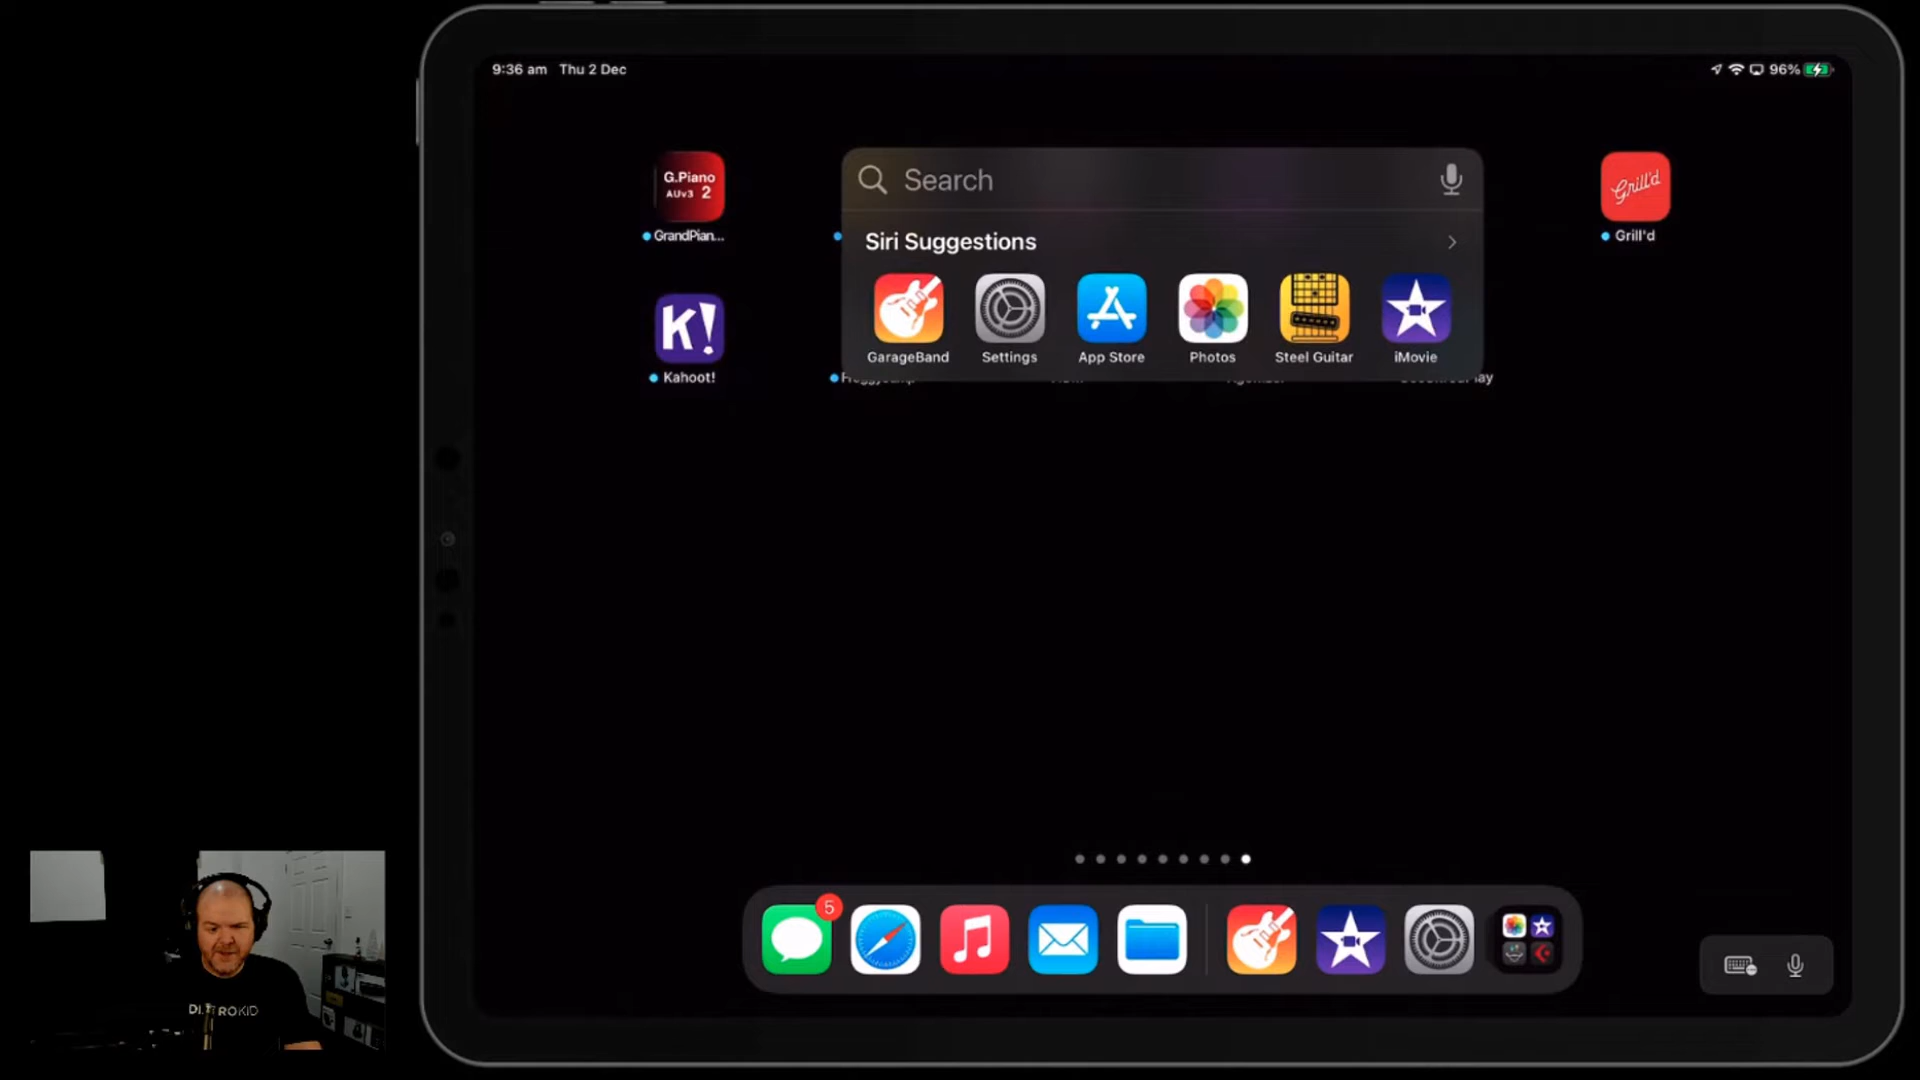 9:36 am Thu 2 Dec
96%
G.Piano
AUv3 2
GrandPian...
Search
Grill'd
Grill'd
Siri Suggestions
K!
GarageBand Settings App Store Photos Steel Guitar iMovie
Kahoot!
5